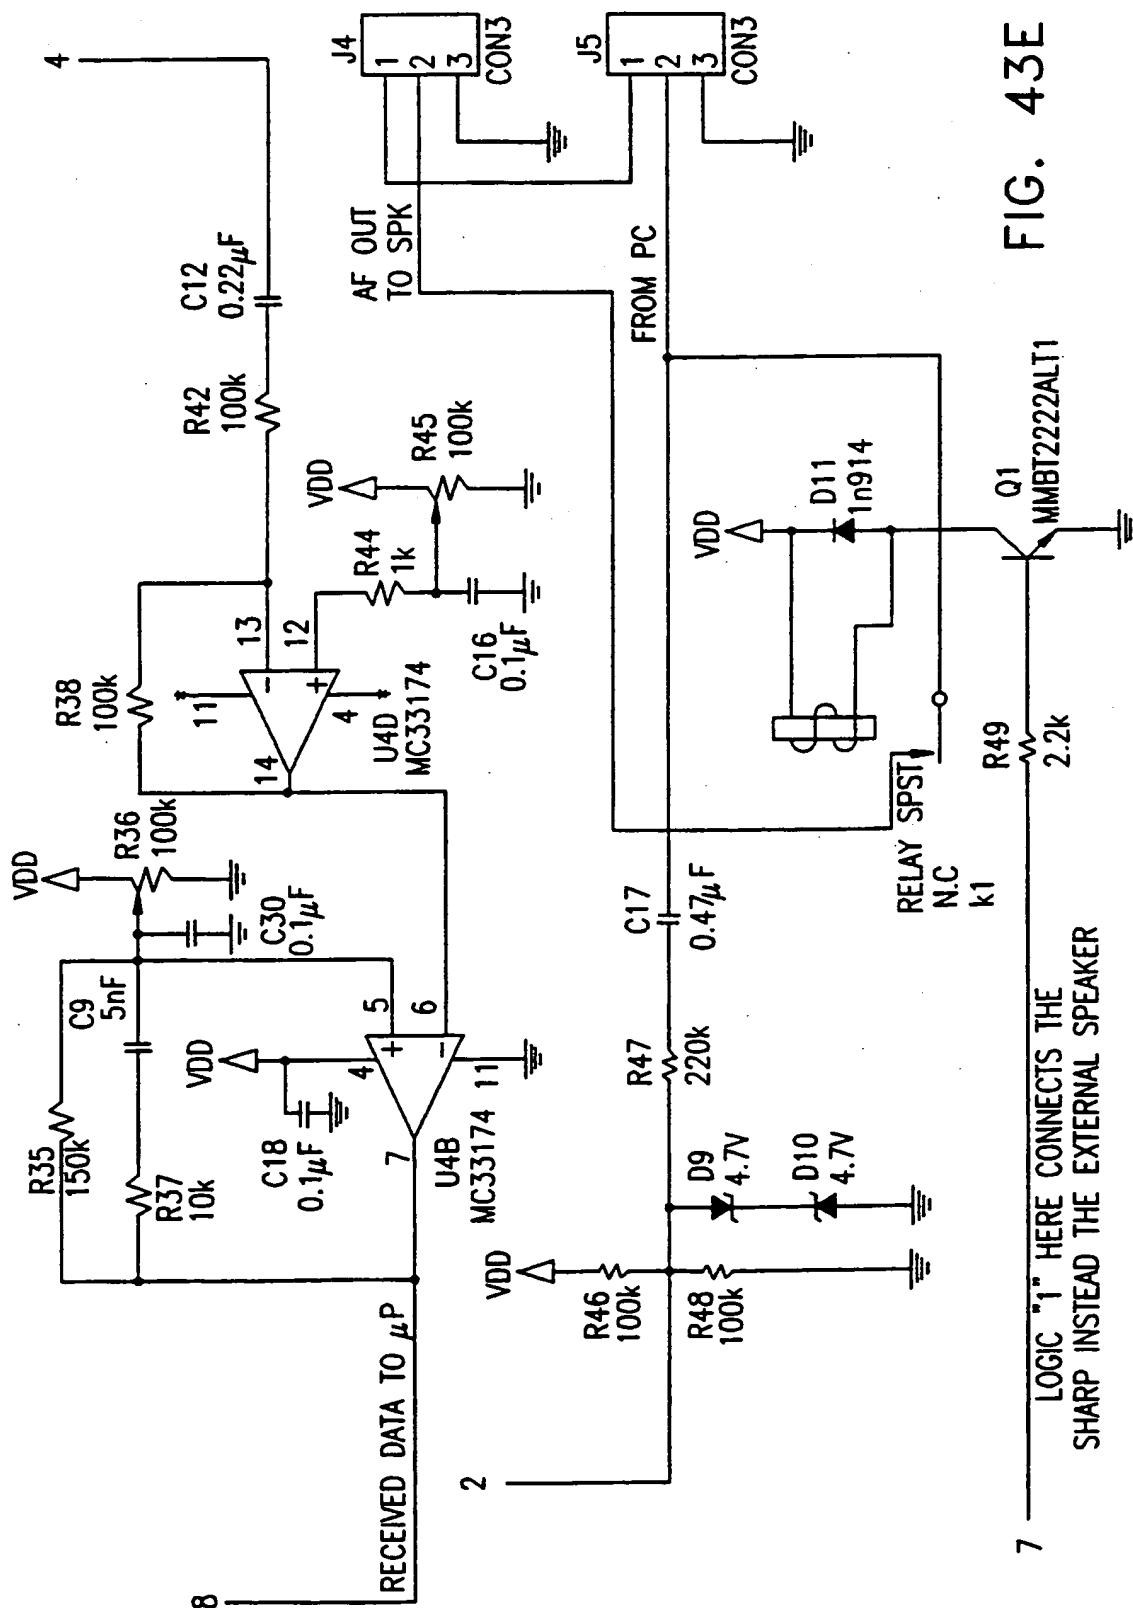 4
J4
1
2
3
CON3
J5
1
2
3
CON3
FIG. 43E
C12
0.22µF
AF OUT
TO SPK
FROM PC
R42
100k
VDD
R45
100k
R44
1k
C16
0.1µF
VDD
D11
1n914
Q1
MMBT2222ALT1
R38
100k
13
12
11
-
+
4
14
U4D
MC33174
R49
2.2k
RELAY SPST
N.C
k1
VDD
R36
100k
C30
0.1µF
C17
0.47µF
C9
5nF
5
6
VDD
+
-
4
11
C18
0.1µF
7
U4B
MC33174
R35
150k
R37
10k
R47
220k
D9
4.7V
D10
4.7V
VDD
R46
100k
R48
100k
RECEIVED DATA TO µP
8
2
7
LOGIC "1" HERE CONNECTS THE
SHARP INSTEAD THE EXTERNAL SPEAKER